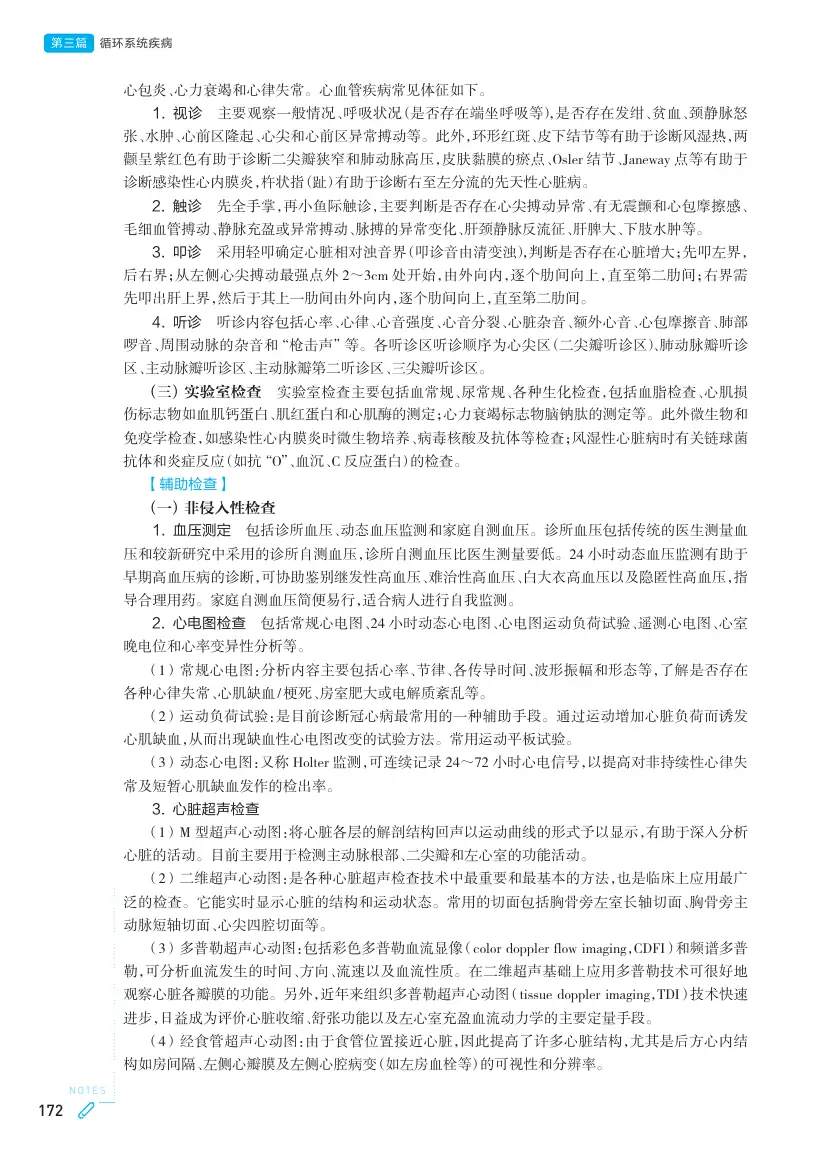 第三篇 循环系统疾病
心包炎、心力衰竭和心律失常。心血管疾病常见体征如下。
1. 视诊 主要观察一般情况、呼吸状况(是否存在端坐呼吸等),是否存在发绀、贫血、颈静脉怒
张、水肿、心前区隆起、心尖和心前区异常搏动等。此外,环形红斑、皮下结节等有助于诊断风湿热,两
颧呈紫红色有助于诊断二尖瓣狭窄和肺动脉高压,皮肤黏膜的瘀点、Osler 结节、Janeway 点等有助于
诊断感染性心内膜炎,杵状指(趾)有助于诊断右至左分流的先天性心脏病。
2. 触诊 先全手掌,再小鱼际触诊,主要判断是否存在心尖搏动异常、有无震颤和心包摩擦感、
毛细血管搏动、静脉充盈或异常搏动、脉搏的异常变化、肝颈静脉反流征、肝脾大、下肢水肿等。
3. 叩诊 采用轻叩确定心脏相对浊音界(叩诊音由清变浊),判断是否存在心脏增大;先叩左界,
后右界;从左侧心尖搏动最强点外 2～3cm 处开始,由外向内,逐个肋间向上,直至第二肋间;右界需
先叩出肝上界,然后于其上一肋间由外向内,逐个肋间向上,直至第二肋间。
4. 听诊 听诊内容包括心率、心律、心音强度、心音分裂、心脏杂音、额外心音、心包摩擦音、肺部
啰音、周围动脉的杂音和“枪击声”等。各听诊区听诊顺序为心尖区(二尖瓣听诊区)、肺动脉瓣听诊
区、主动脉瓣听诊区、主动脉瓣第二听诊区、三尖瓣听诊区。
(三)实验室检查 实验室检查主要包括血常规、尿常规、各种生化检查,包括血脂检查、心肌损
伤标志物如血肌钙蛋白、肌红蛋白和心肌酶的测定;心力衰竭标志物脑钠肽的测定等。此外微生物和
免疫学检查,如感染性心内膜炎时微生物培养、病毒核酸及抗体等检查;风湿性心脏病时有关链球菌
抗体和炎症反应(如抗“O”、血沉、C 反应蛋白)的检查。
【辅助检查】
(一)非侵入性检查
1. 血压测定 包括诊所血压、动态血压监测和家庭自测血压。诊所血压包括传统的医生测量血
压和较新研究中采用的诊所自测血压,诊所自测血压比医生测量要低。24 小时动态血压监测有助于
早期高血压病的诊断,可协助鉴别继发性高血压、难治性高血压、白大衣高血压以及隐匿性高血压,指
导合理用药。家庭自测血压简便易行,适合病人进行自我监测。
2. 心电图检查 包括常规心电图、24 小时动态心电图、心电图运动负荷试验、遥测心电图、心室
晚电位和心率变异性分析等。
(1)常规心电图:分析内容主要包括心率、节律、各传导时间、波形振幅和形态等,了解是否存在
各种心律失常、心肌缺血/梗死、房室肥大或电解质紊乱等。
(2)运动负荷试验:是目前诊断冠心病最常用的一种辅助手段。通过运动增加心脏负荷而诱发
心肌缺血,从而出现缺血性心电图改变的试验方法。常用运动平板试验。
(3)动态心电图:又称 Holter 监测,可连续记录 24～72 小时心电信号,以提高对非持续性心律失
常及短暂心肌缺血发作的检出率。
3. 心脏超声检查
(1)M 型超声心动图:将心脏各层的解剖结构回声以运动曲线的形式予以显示,有助于深入分析
心脏的活动。目前主要用于检测主动脉根部、二尖瓣和左心室的功能活动。
(2)二维超声心动图:是各种心脏超声检查技术中最重要和最基本的方法,也是临床上应用最广
泛的检查。它能实时显示心脏的结构和运动状态。常用的切面包括胸骨旁左室长轴切面、胸骨旁主
动脉短轴切面、心尖四腔切面等。
(3)多普勒超声心动图:包括彩色多普勒血流显像(color doppler flow imaging,CDFI)和频谱多普
勒,可分析血流发生的时间、方向、流速以及血流性质。在二维超声基础上应用多普勒技术可很好地
观察心脏各瓣膜的功能。另外,近年来组织多普勒超声心动图(tissue doppler imaging,TDI)技术快速
进步,日益成为评价心脏收缩、舒张功能以及左心室充盈血流动力学的主要定量手段。
(4)经食管超声心动图:由于食管位置接近心脏,因此提高了许多心脏结构,尤其是后方心内结
构如房间隔、左侧心瓣膜及左侧心腔病变(如左房血栓等)的可视性和分辨率。
NOTES
172